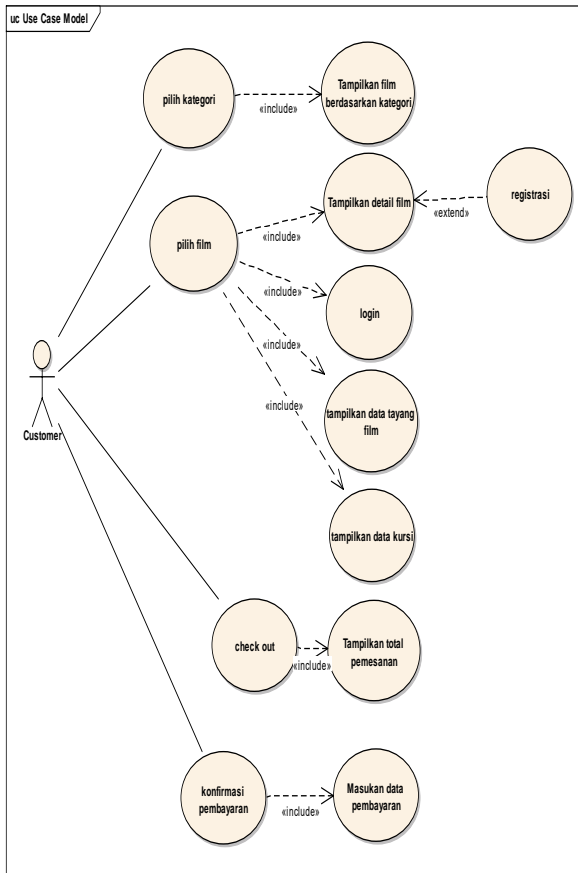 uc Use Case Model
pilih kategori
«include»
Tampilkan film
berdasarkan kategori
pilih film
«include»
Tampilkan detail film
«extend»
registrasi
«include»
login
«include»
tampilkan data tayang
film
«include»
tampilkan data kursi
Customer
check out
«include»
Tampilkan total
pemesanan
konfirmasi
pembayaran
«include»
Masukan data
pembayaran